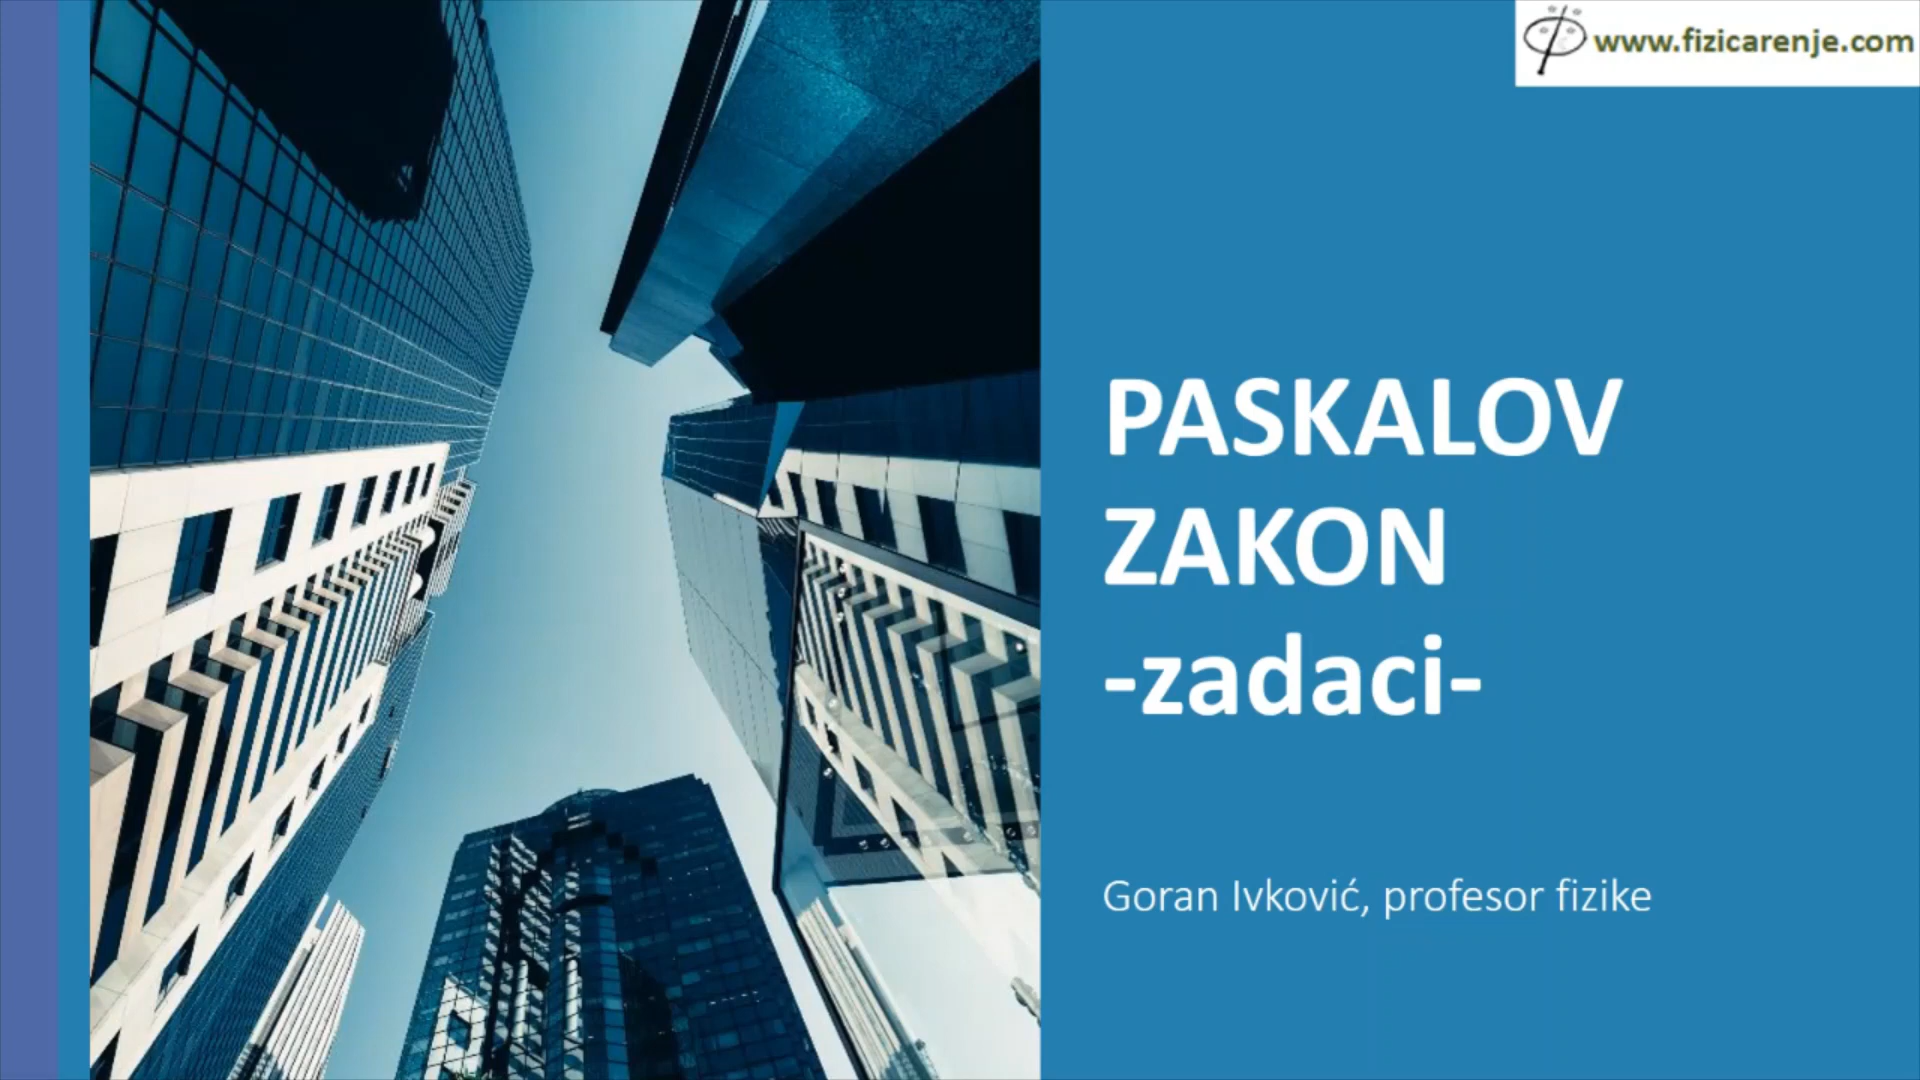 www.fizicarenje.com
PASKALOV
ZAKON
-zadaci-
Goran Ivković, profesor fizike